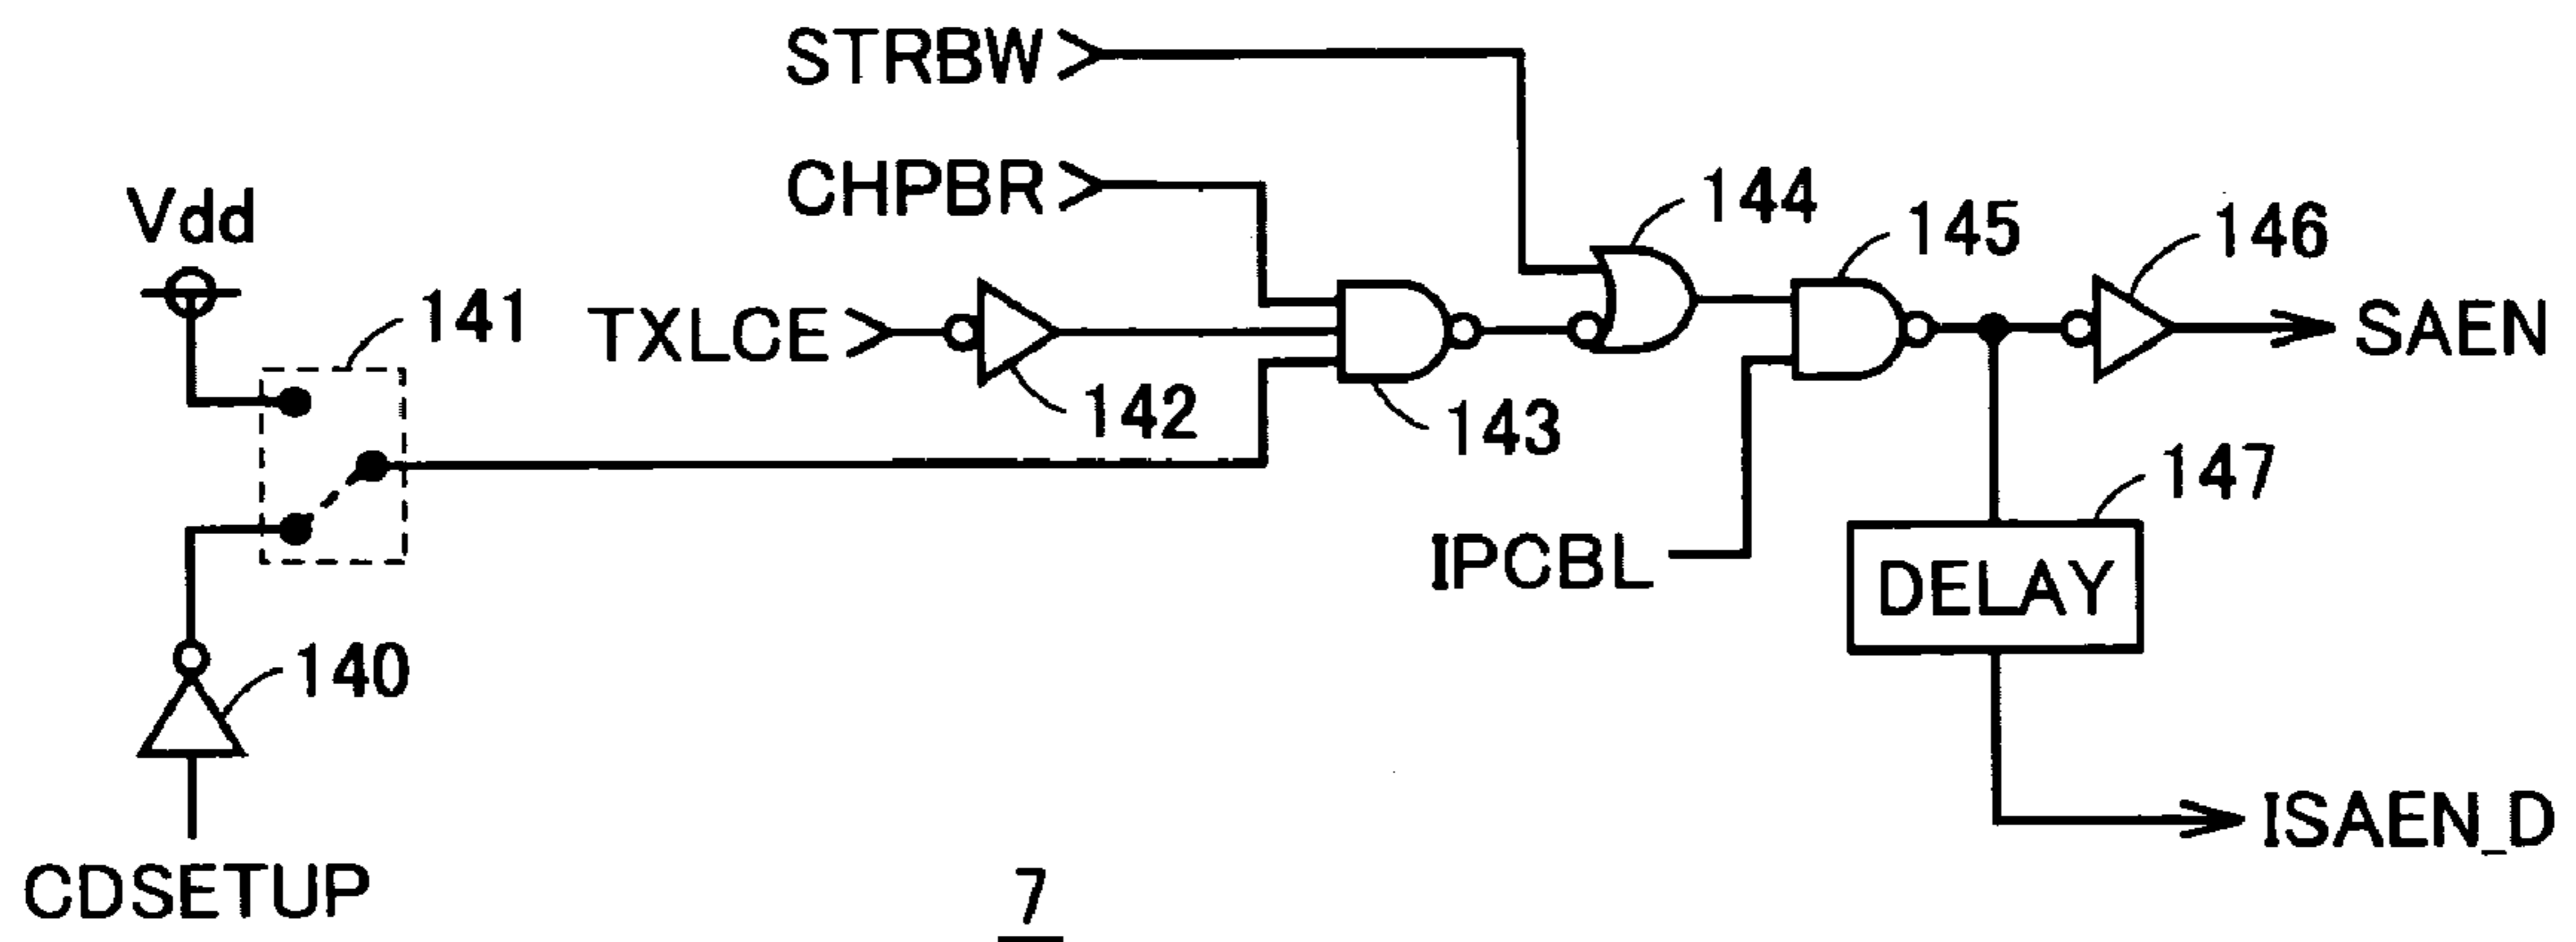 STRBW
CHPBR
Vdd
144
145
146
141
TXLCE
SAEN
142
143
147
IPCBL
DELAY
140
ISAEN_D
CDSETUP
7